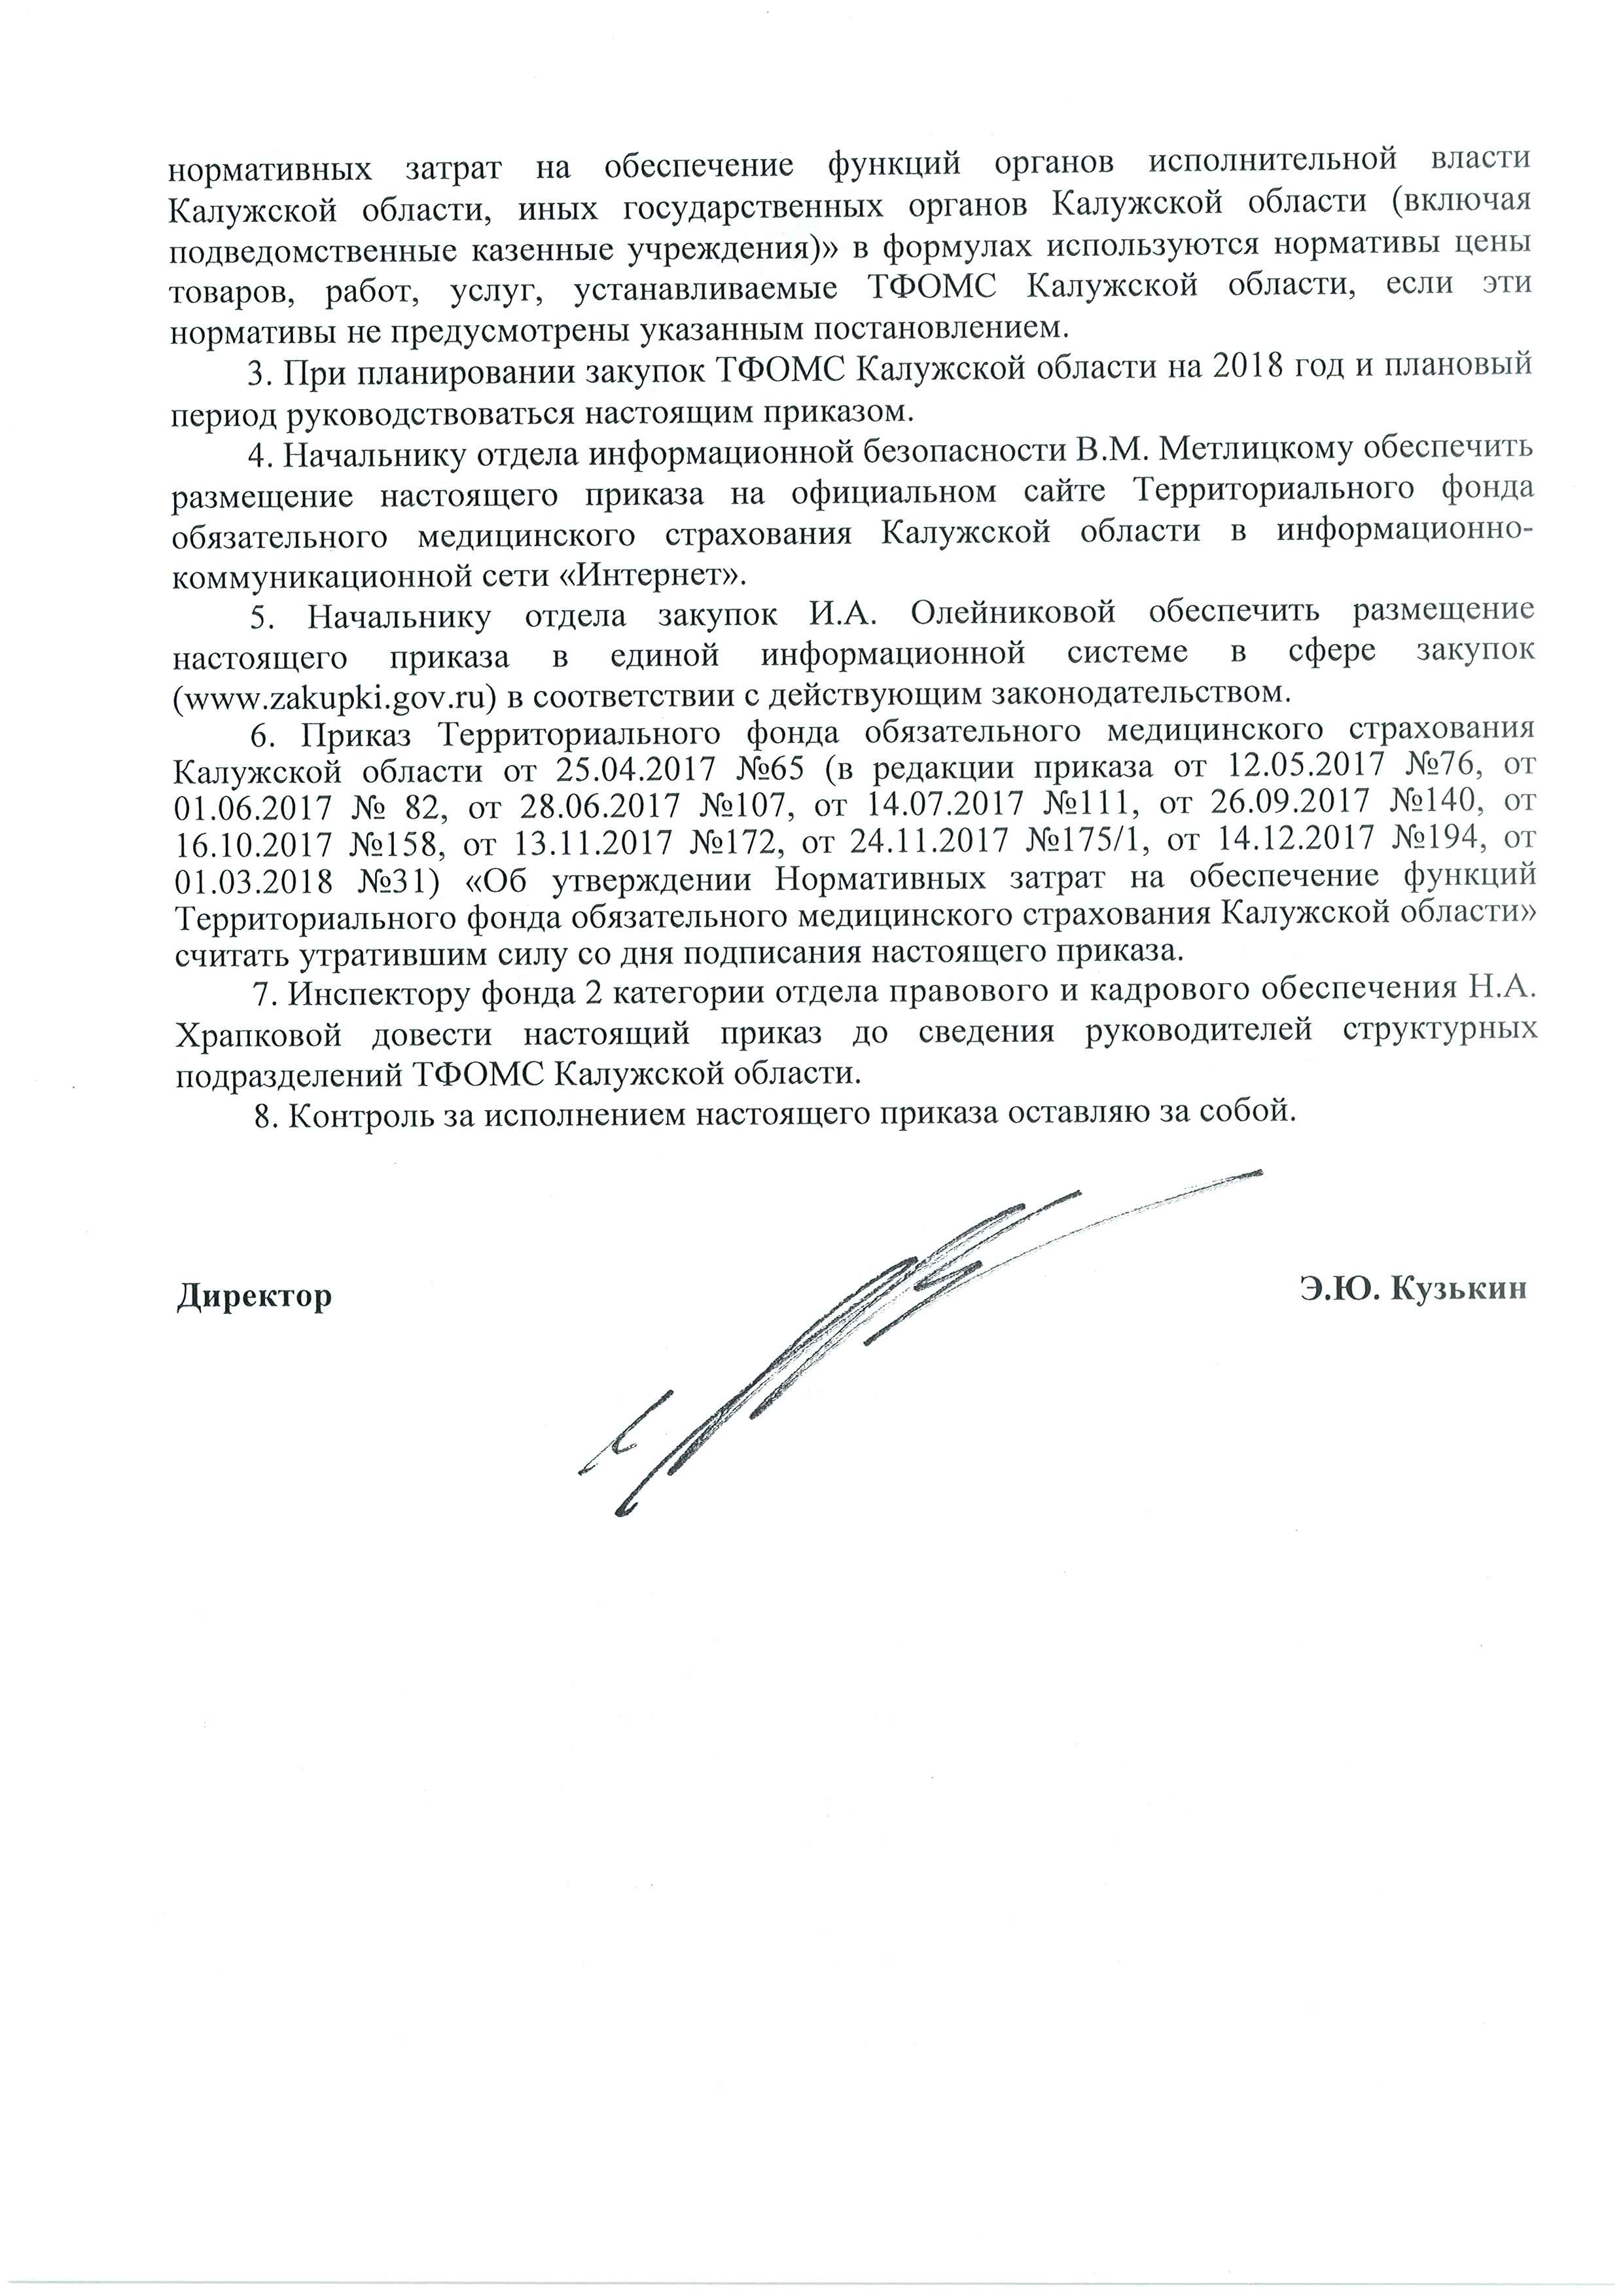 нормативных затрат на обеспечение функций органов исполнительной власти
Калужской области, иных государственных органов Калужской области (включая
подведомственные казенные учреждения)» в формулах используются нормативы цены
товаров, работ, услуг, устанавливаемые ТФОМС Калужской области, если эти
нормативы не предусмотрены указанным постановлением.
3. При планировании закупок ТФОМС Калужской области на 2018 год и плановый
период руководствоваться настоящим приказом.
4. Начальнику отдела информационной безопасности В.М. Метлицкому обеспечить
размещение настоящего приказа на официальном сайте Территориального фонда
обязательного медицинского страхования Калужской области в информационно-
коммуникационной сети «Интернет».
5. Начальнику отдела закупок И.А. Олейниковой обеспечить размещение
настоящего приказа в единой информационной системе в сфере закупок
(www.zakupki.gov.ru) в соответствии с действующим законодательством.
6. Приказ Территориального фонда обязательного медицинского страхования
Калужской области от 25.04.2017 №65 (в редакции приказа от 12.05.2017 №76, от
01.06.2017 № 82, от 28.06.2017 №107, от 14.07.2017 №111, от 26.09.2017 №140, от
16.10.2017 №158, от 13.11.2017 №172, от 24.11.2017 №175/1, от 14.12.2017 №194, от
01.03.2018 №31) «Об утверждении Нормативных затрат на обеспечение функций
Территориального фонда обязательного медицинского страхования Калужской области»
считать утратившим силу со дня подписания настоящего приказа.
7. Инспектору фонда 2 категории отдела правового и кадрового обеспечения Н.А.
Храпковой довести настоящий приказ до сведения руководителей структурных
подразделений ТФОМС Калужской области.
8. Контроль за исполнением настоящего приказа оставляю за собой.
Директор Э.Ю. Кузькин